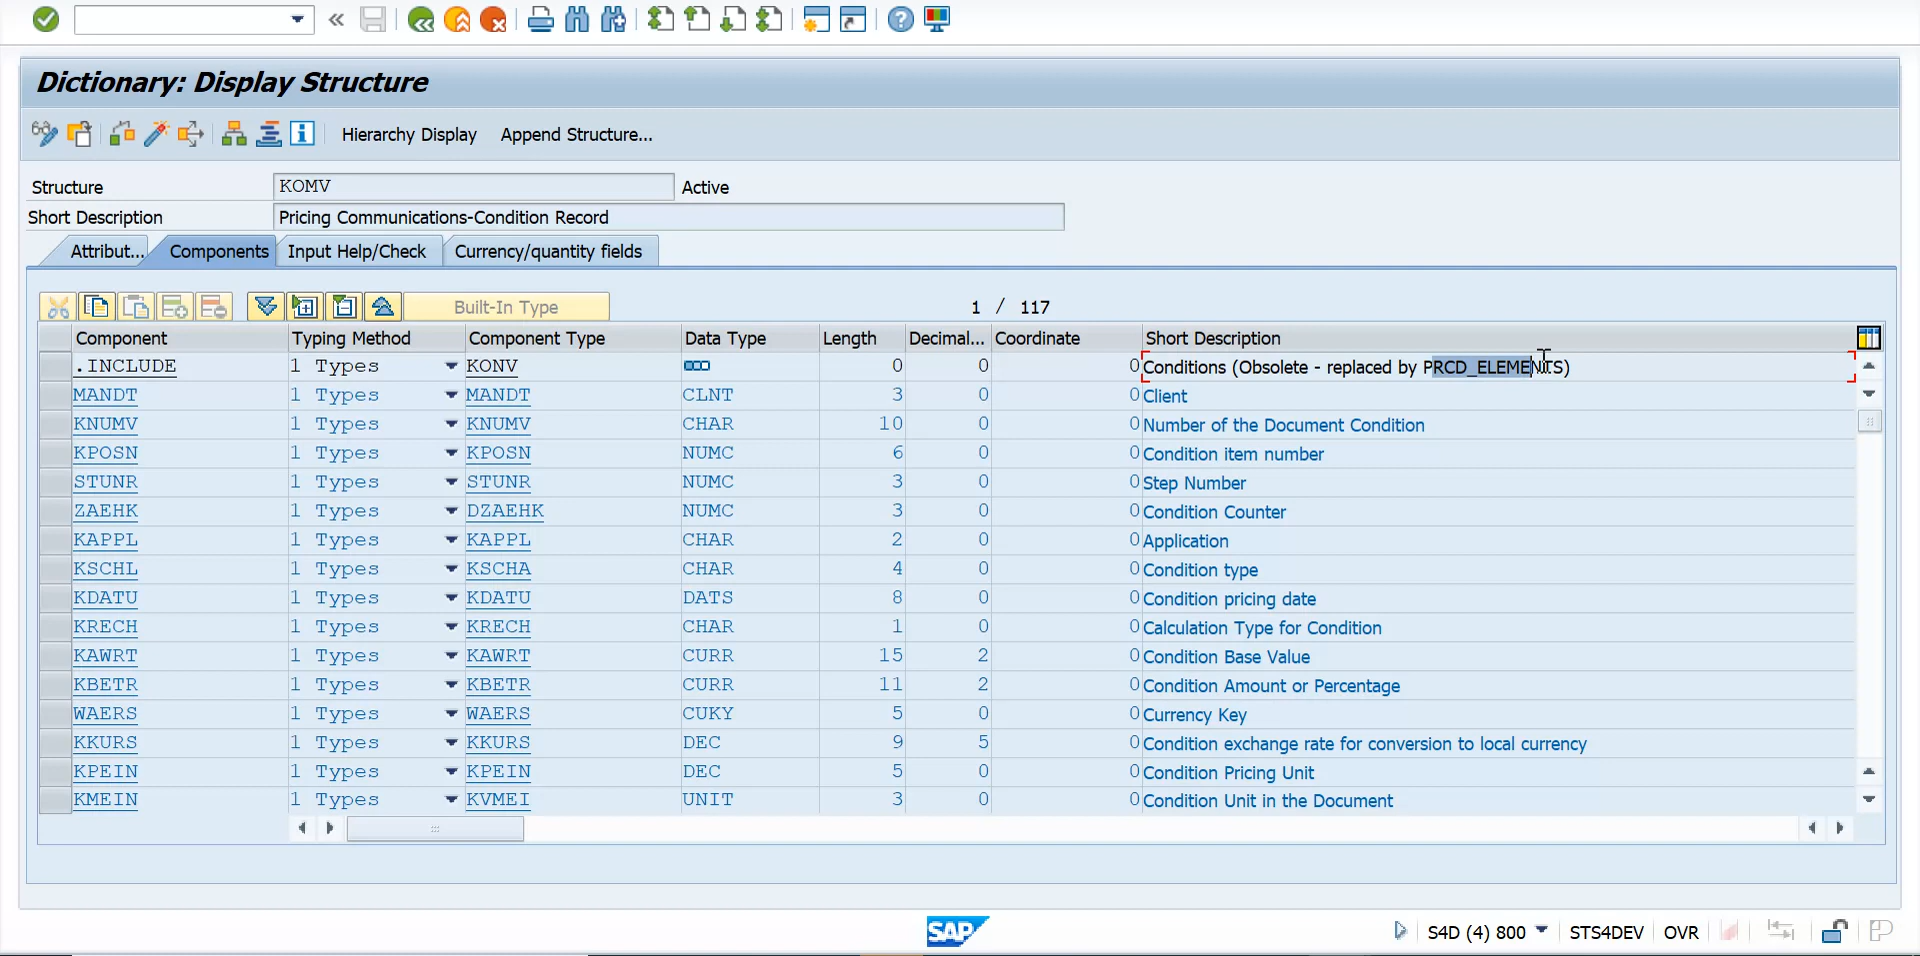 Dictionary: Display Structure
Hierarchy Display Append Structure...
Structure KOMV Active
Short Description Pricing Communications-Condition Record
Attribut... Components Input Help/Check Currency/quantity fields
Built-In Type 1 / 117
Component Typing Method Component Type Data Type Length Decimal... Coordinate Short Description
.INCLUDE 1 Types KONV 0 0 0 Conditions (Obsolete - replaced by PRCD_ELEMENTS)
MANDT 1 Types MANDT CLNT 3 0 0 Client
KNUMV 1 Types KNUMV CHAR 10 0 0 Number of the Document Condition
KPOSN 1 Types KPOSN NUMC 6 0 0 Condition item number
STUNR 1 Types STUNR NUMC 3 0 0 Step Number
ZAEHK 1 Types DZAEHK NUMC 3 0 0 Condition Counter
KAPPL 1 Types KAPPL CHAR 2 0 0 Application
KSCHL 1 Types KSCHA CHAR 4 0 0 Condition type
KDATU 1 Types KDATU DATS 8 0 0 Condition pricing date
KRECH 1 Types KRECH CHAR 1 0 0 Calculation Type for Condition
KAWRT 1 Types KAWRT CURR 15 2 0 Condition Base Value
KBETR 1 Types KBETR CURR 11 2 0 Condition Amount or Percentage
WAERS 1 Types WAERS CUKY 5 0 0 Currency Key
KKURS 1 Types KKURS DEC 9 5 0 Condition exchange rate for conversion to local currency
KPEIN 1 Types KPEIN DEC 5 0 0 Condition Pricing Unit
KMEIN 1 Types KVMEI UNIT 3 0 0 Condition Unit in the Document
SAP S4D (4) 800 STS4DEV OVR